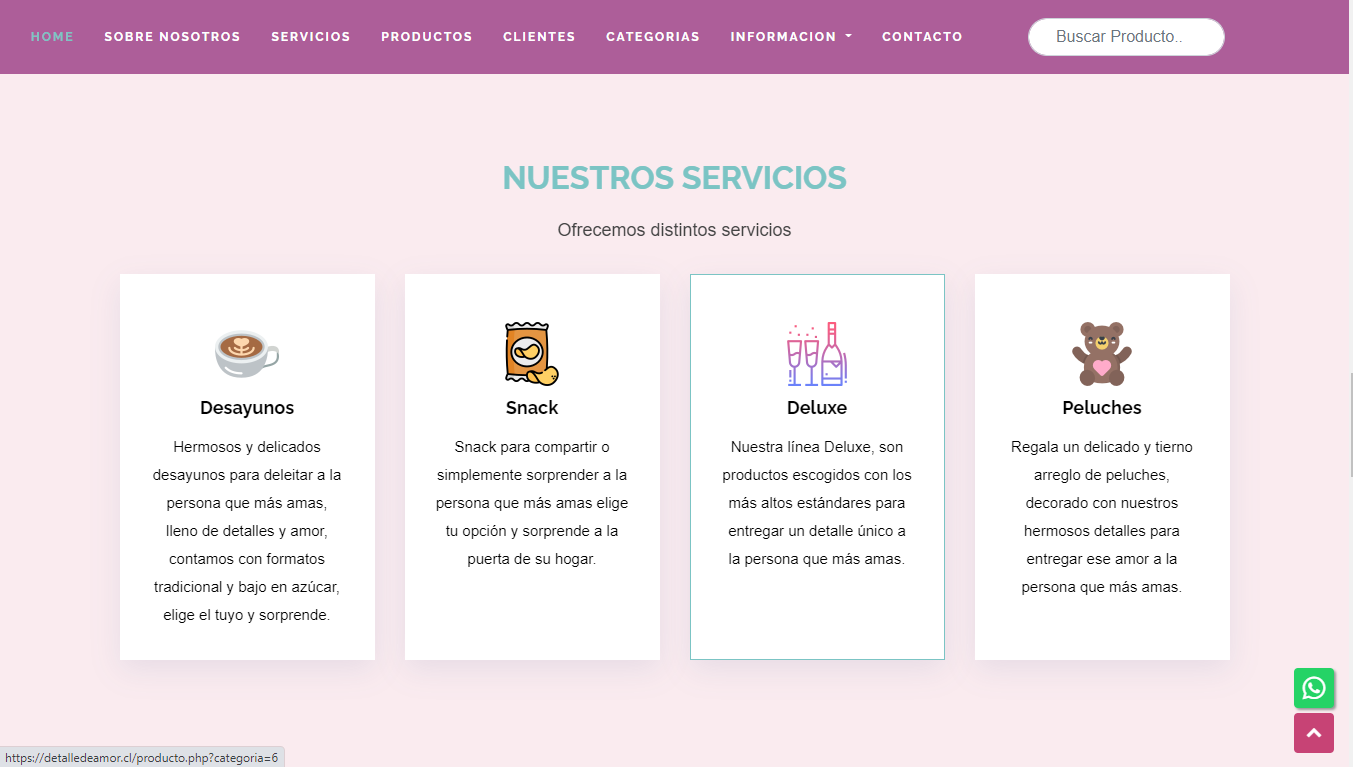 HOME SOBRE NOSOTROS SERVICIOS PRODUCTOS CLIENTES CATEGORIAS INFORMACION CONTACTO Buscar Producto..
NUESTROS SERVICIOS
Ofrecemos distintos servicios
Desayunos
Hermosos y delicados
desayunos para deleitar a la
persona que más amas,
lleno de detalles y amor,
contamos con formatos
tradicional y bajo en azúcar,
elige el tuyo y sorprende.
Snack
Snack para compartir o
simplemente sorprender a la
persona que más amas elige
tu opción y sorprende a la
puerta de su hogar.
Deluxe
Nuestra línea Deluxe, son
productos escogidos con los
más altos estándares para
entregar un detalle único a
la persona que más amas.
Peluches
Regala un delicado y tierno
arreglo de peluches,
decorado con nuestros
hermosos detalles para
entregar ese amor a la
persona que más amas.
https://detalledeamor.cl/producto.php?categoria=6